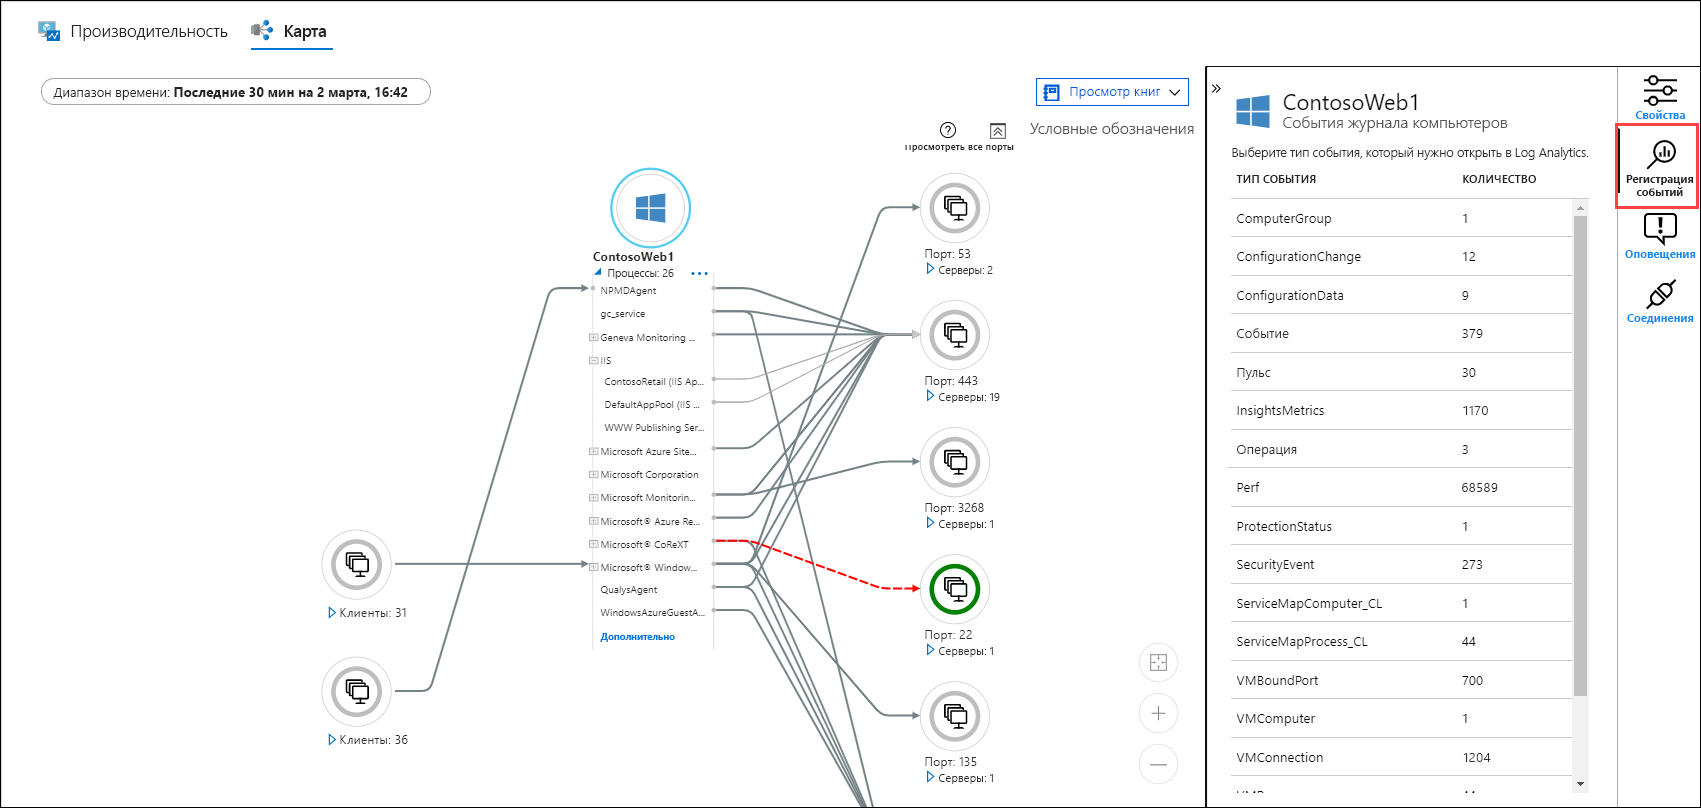 Производительность
Карта
Диапазон времени: Последние 30 мин на 2 марта, 16:42
Просмотр книг
Просмотреть все порты
Условные обозначения
ContosoWeb1
Процессы: 26
NPMDAgent
gc_service
Geneva Monitoring ...
IIS
ContosoRetail (IIS Ap...
DefaultAppPool (IIS ...
WWW Publishing Ser...
Microsoft Azure Site...
Microsoft Corporation
Microsoft Monitorin...
Microsoft® Azure Re...
Microsoft® CoReXT
Microsoft® Window...
QualysAgent
WindowsAzureGuestA...
Дополнительно
Клиенты: 31
Клиенты: 36
Порт: 53
Серверы: 2
Порт: 443
Серверы: 19
Порт: 3268
Серверы: 1
Порт: 22
Серверы: 1
Порт: 135
Серверы: 1
ContosoWeb1
События журнала компьютеров
Выберите тип события, который нужно открыть в Log Analytics.
ТИП СОБЫТИЯ КОЛИЧЕСТВО
ComputerGroup 1
ConfigurationChange 12
ConfigurationData 9
Событие 379
Пульс 30
InsightsMetrics 1170
Операция 3
Perf 68589
ProtectionStatus 1
SecurityEvent 273
ServiceMapComputer_CL 1
ServiceMapProcess_CL 44
VMBoundPort 700
VMComputer 1
VMConnection 1204
Свойства
Регистрация
событий
Оповещения
Соединения